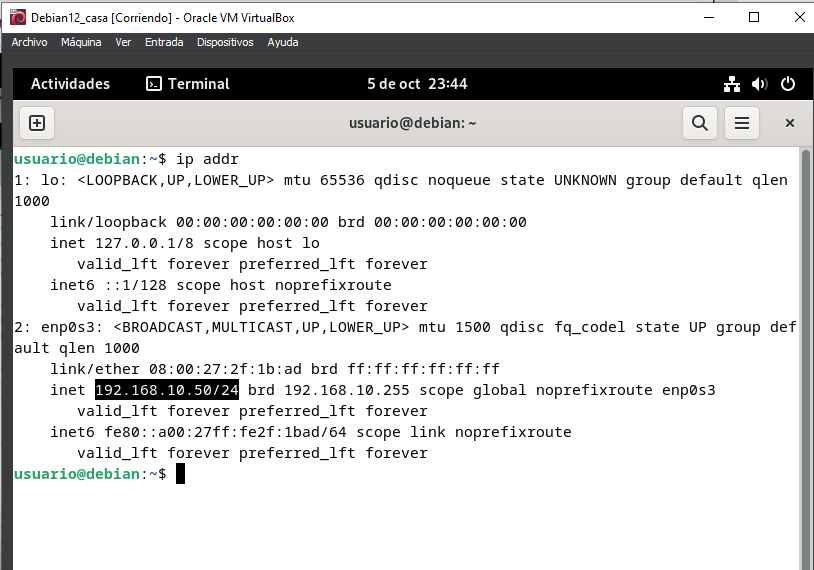 Debian12_casa [Corriendo] - Oracle VM VirtualBox
Archivo Máquina Ver Entrada Dispositivos Ayuda
Actividades Terminal 5 de oct 23:44
usuario@debian: ~
usuario@debian:~$ ip addr
1: lo: <LOOPBACK,UP,LOWER_UP> mtu 65536 qdisc noqueue state UNKNOWN group default qlen
1000
    link/loopback 00:00:00:00:00:00 brd 00:00:00:00:00:00
    inet 127.0.0.1/8 scope host lo
       valid_lft forever preferred_lft forever
    inet6 ::1/128 scope host noprefixroute
       valid_lft forever preferred_lft forever
2: enp0s3: <BROADCAST,MULTICAST,UP,LOWER_UP> mtu 1500 qdisc fq_codel state UP group def
ault qlen 1000
    link/ether 08:00:27:2f:1b:ad brd ff:ff:ff:ff:ff:ff
    inet 192.168.10.50/24 brd 192.168.10.255 scope global noprefixroute enp0s3
       valid_lft forever preferred_lft forever
    inet6 fe80::a00:27ff:fe2f:1bad/64 scope link noprefixroute
       valid_lft forever preferred_lft forever
usuario@debian:~$